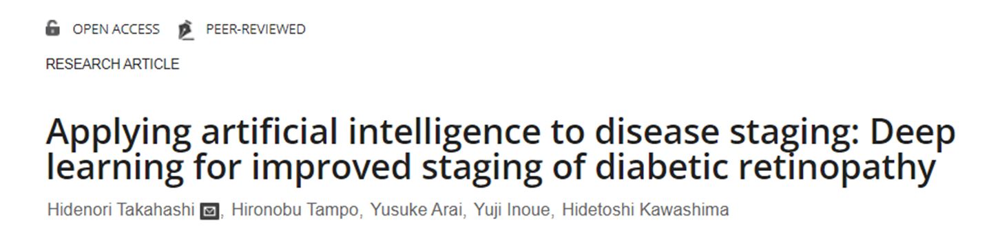 OPEN ACCESS PEER-REVIEWED
RESEARCH ARTICLE
Applying artificial intelligence to disease staging: Deep
learning for improved staging of diabetic retinopathy
Hidenori Takahashi, Hironobu Tampo, Yusuke Arai, Yuji Inoue, Hidetoshi Kawashima